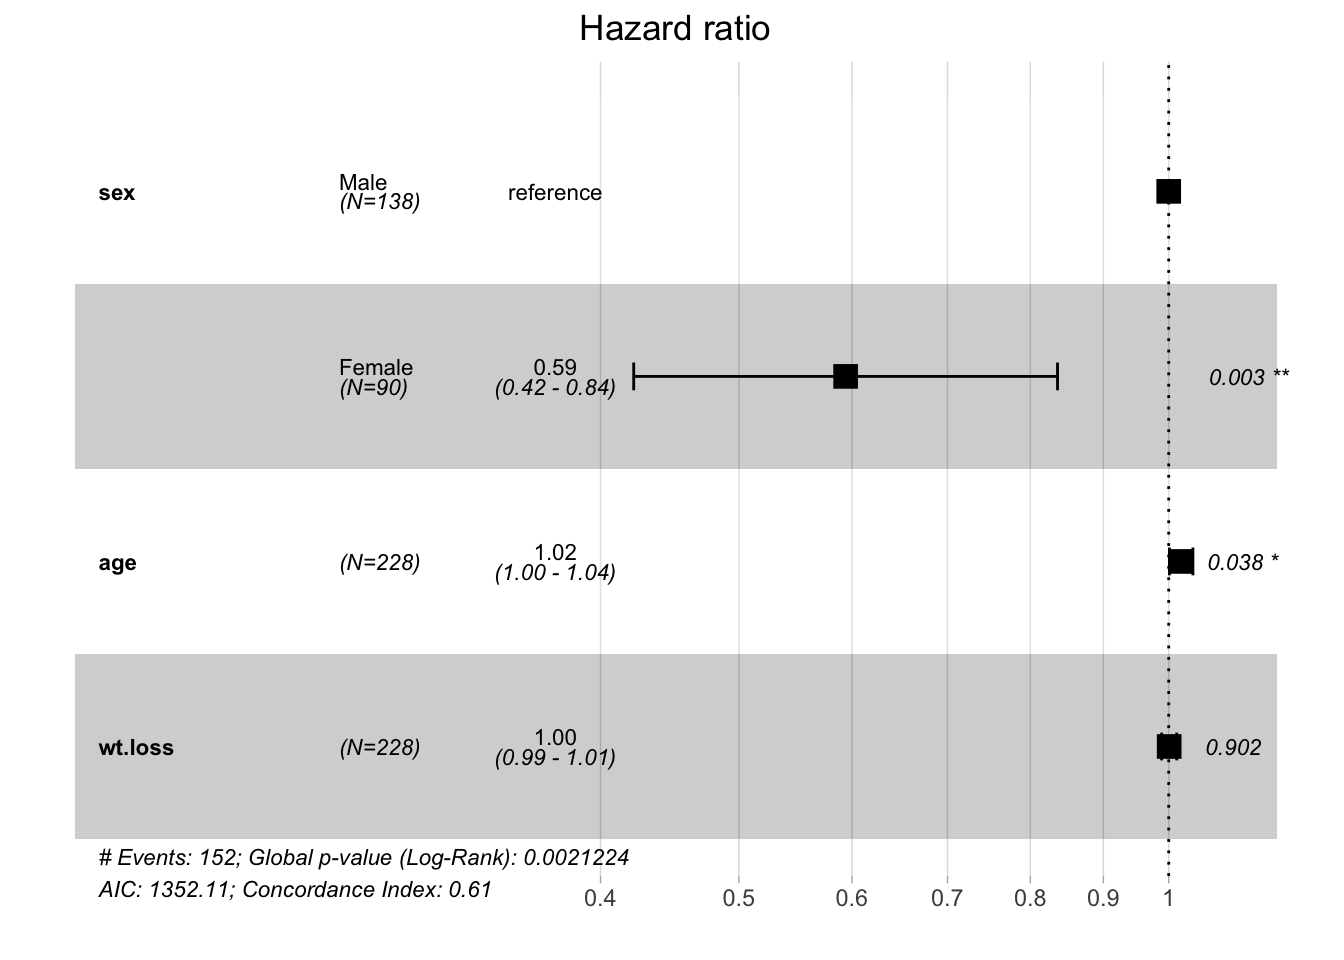 Hazard ratio
sex Male reference
(N=138)
Female 0.59
(N=90) (0.42 - 0.84) 0.003 **
age (N=228) 1.02
(1.00 - 1.04) 0.038 *
wt.loss (N=228) 1.00
(0.99 - 1.01) 0.902
# Events: 152; Global p-value (Log-Rank): 0.0021224
AIC: 1352.11; Concordance Index: 0.61
0.4 0.5 0.6 0.7 0.8 0.9 1